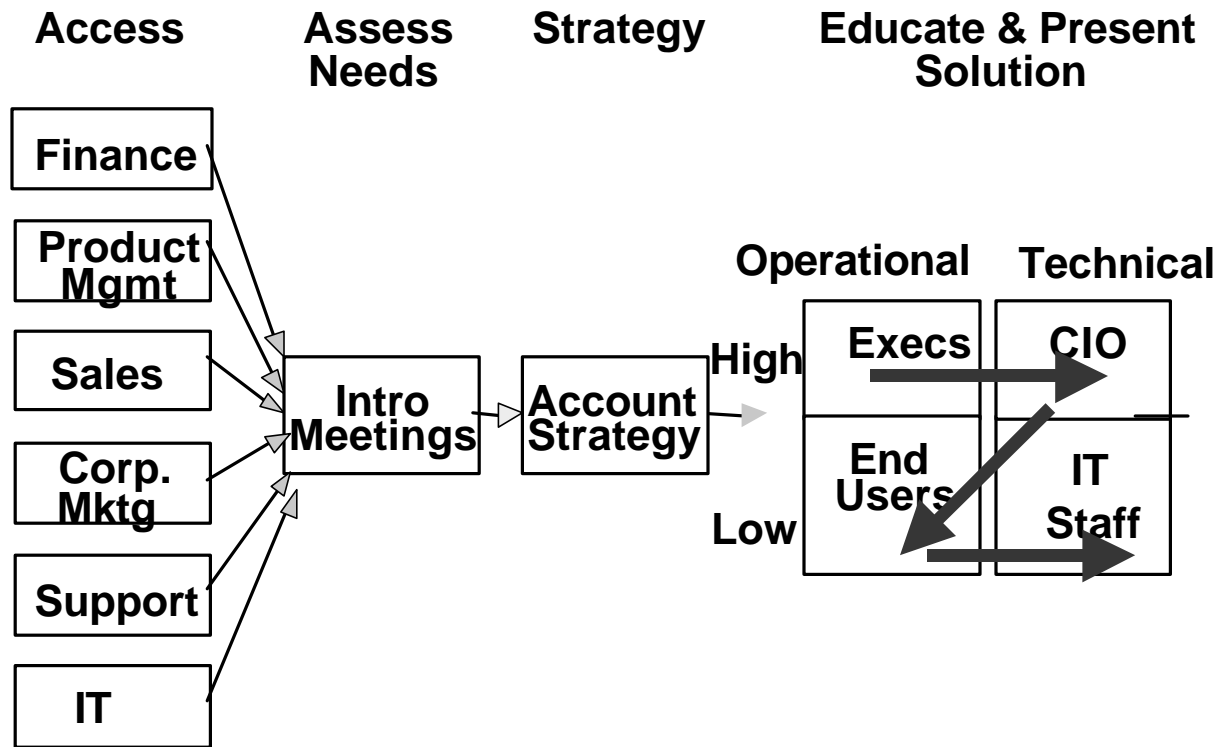 Access
Assess
Needs
Strategy
Educate & Present
Solution
Finance
Product
Mgmt
Sales
Corp.
Mktg
Support
IT
Intro
Meetings
Account
Strategy
Operational
Technical
High
Low
Execs
CIO
End
Users
IT
Staff